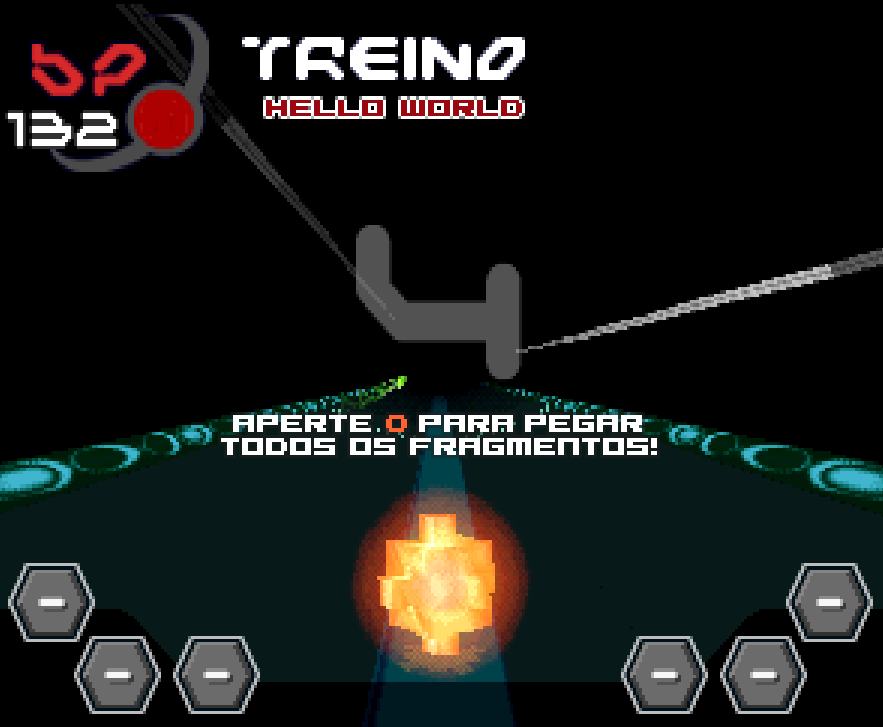 bp
TREINO
HELLO WORLD
132
4
APERTE O PARA PEGAR
TODOS OS FRAGMENTOS!